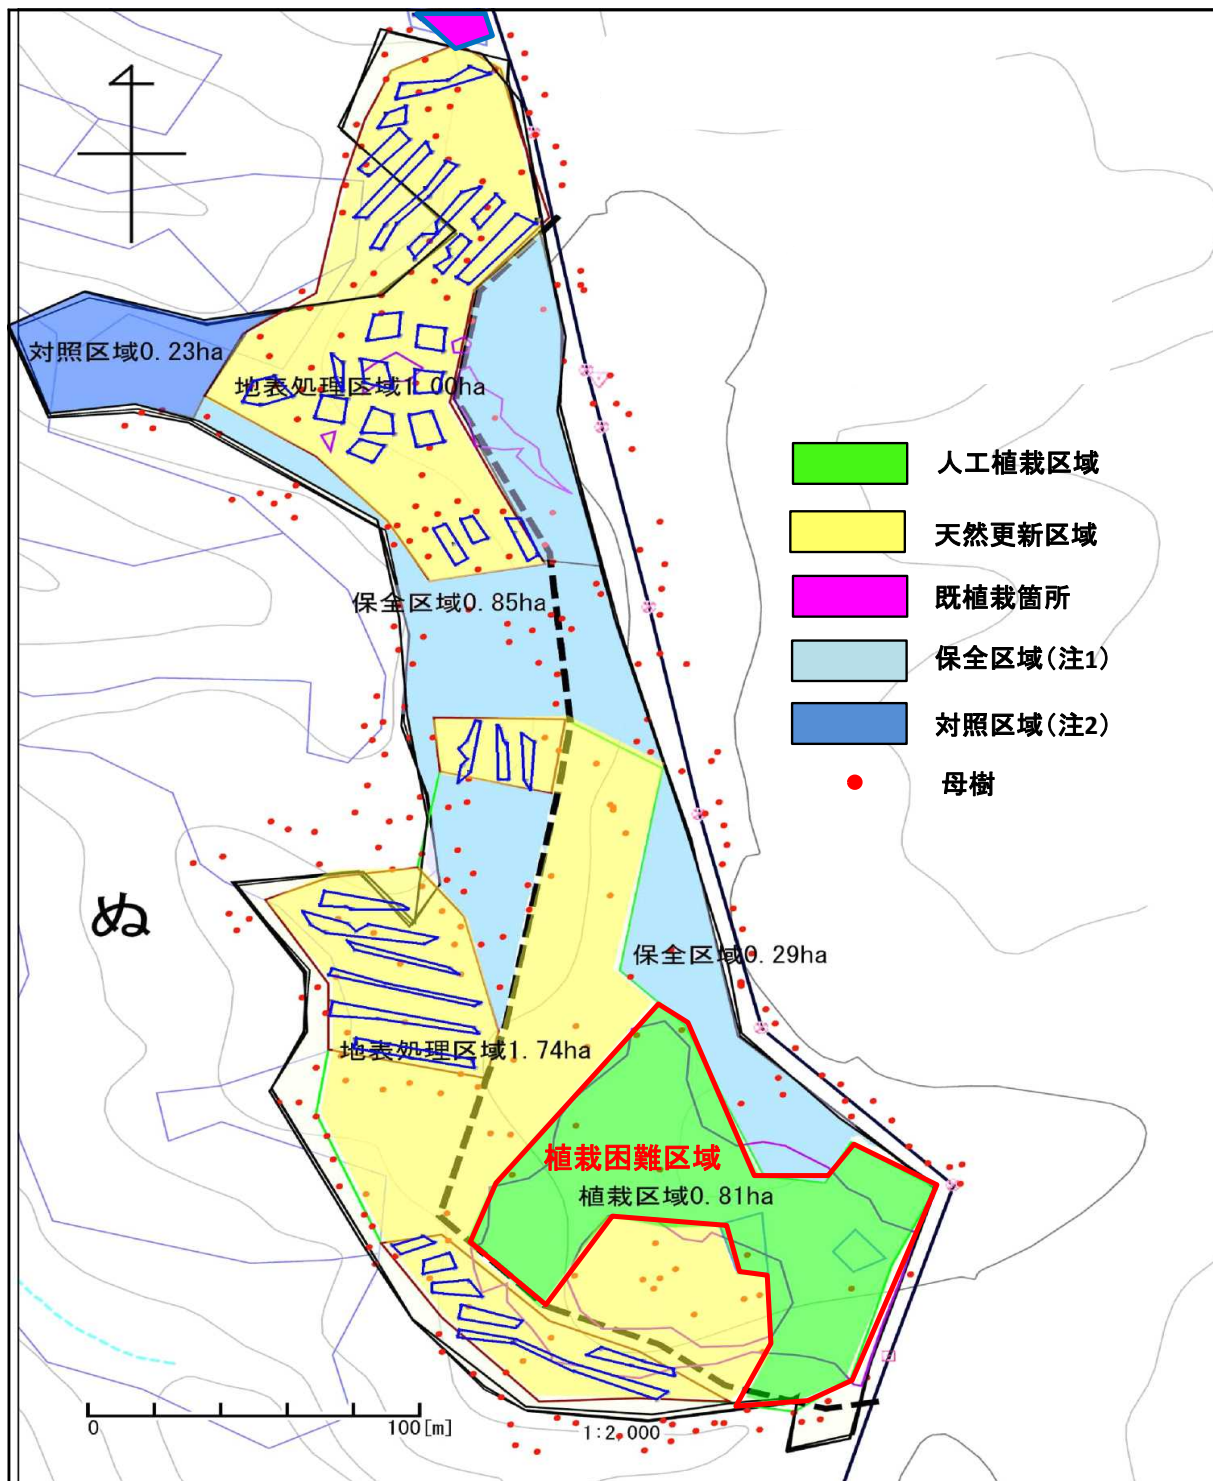 対照区域0.23ha
地表処理区域1.00ha
人工植栽区域
天然更新区域
既植栽箇所
保全区域(注1)
対照区域(注2)
母樹
保全区域0.85ha
ぬ
保全区域0.29ha
地表処理区域1.74ha
植栽困難区域
植栽区域0.81ha
0 100[m]
1:2,000